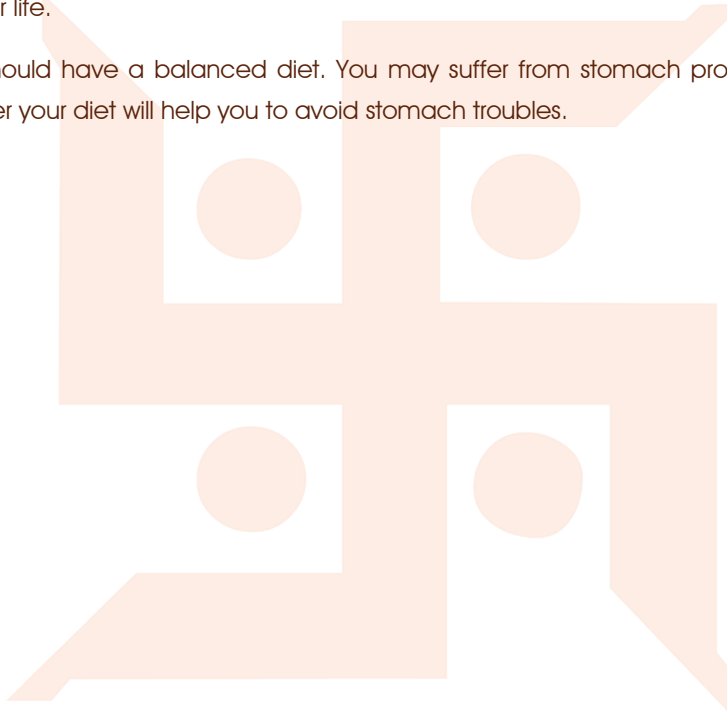 r life.
ould have a balanced diet. You may suffer from stomach pro
er your diet will help you to avoid stomach troubles.